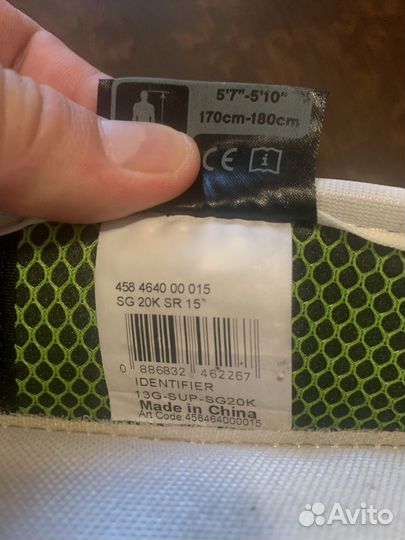 5'7"-5'10"
170cm-180cm
CE i
458 4640 00 015
SG 20K SR 15"
0 886832 462267
IDENTIFIER
13G-SUP-SG20K
Made in China
Art Code:458464000015
Avito